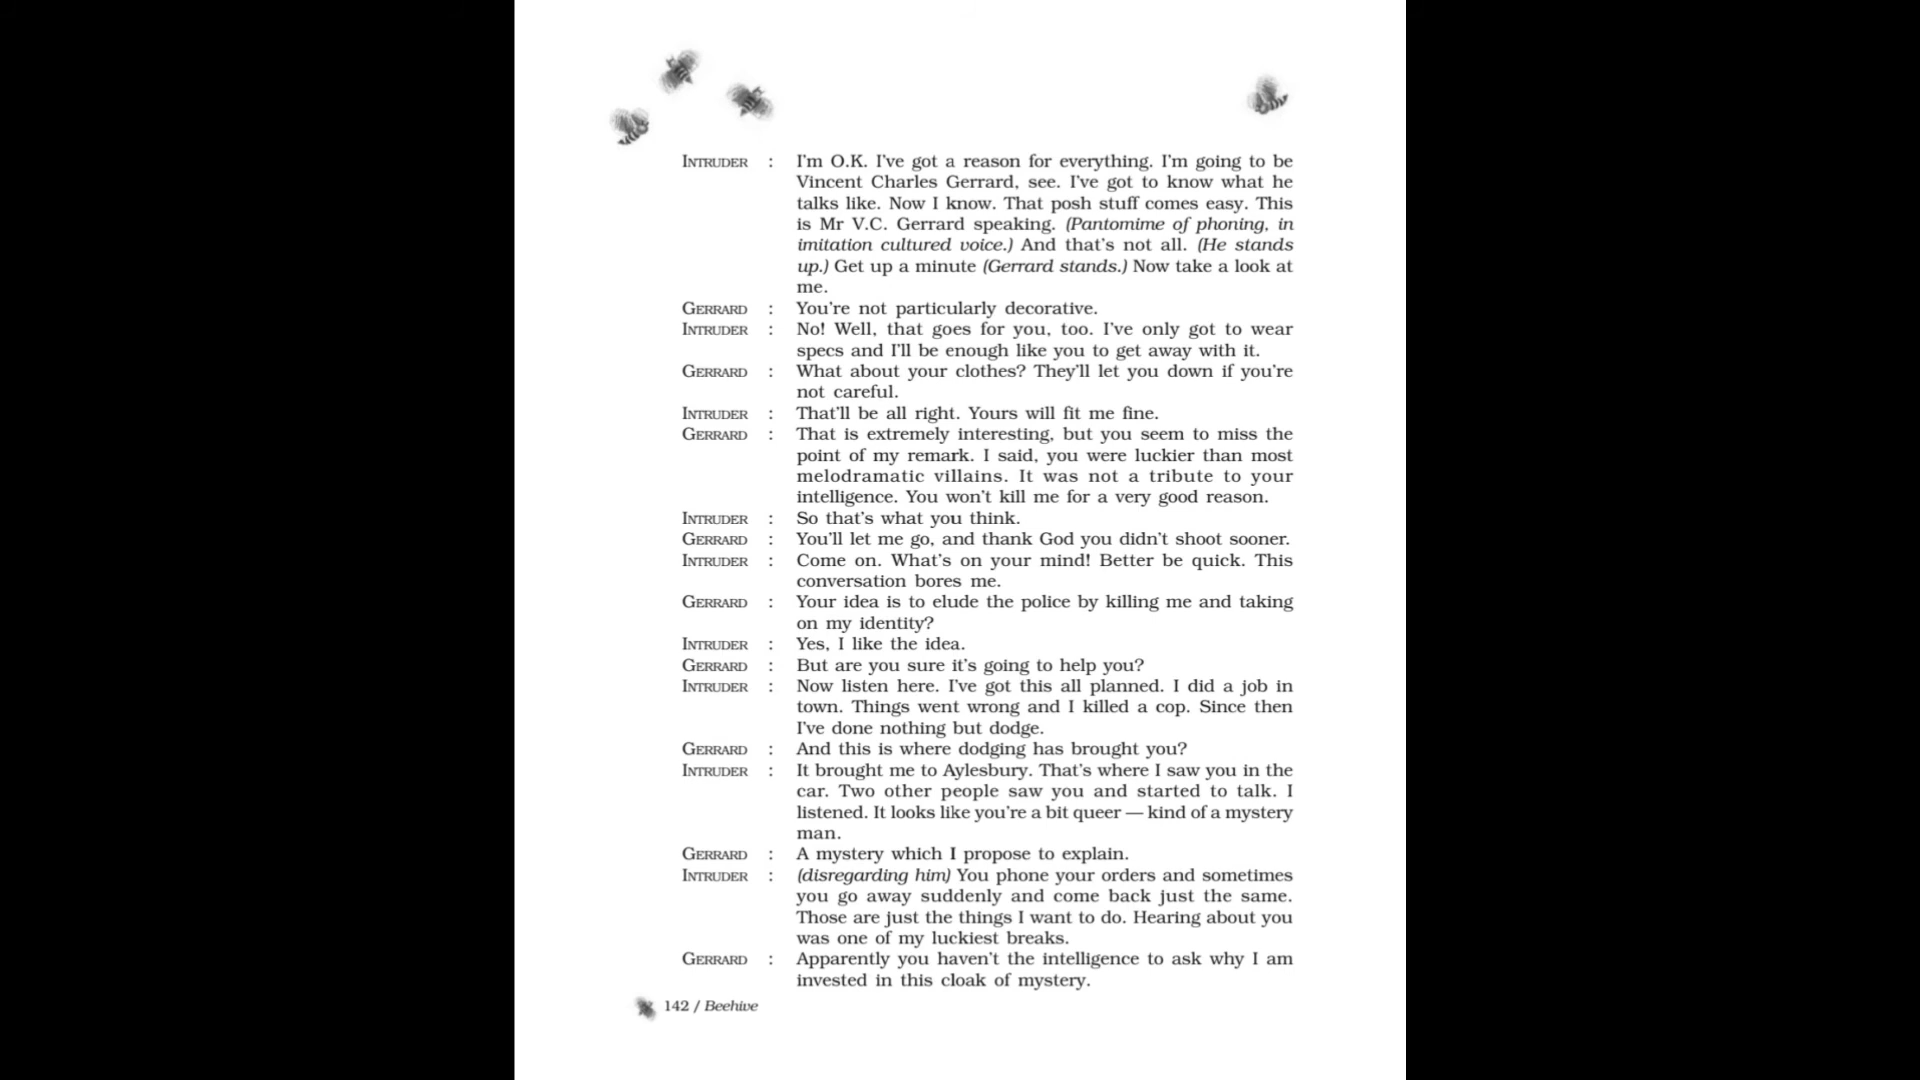 INTRUDER : I'm O.K. I've got a reason for everything. I'm going to be
Vincent Charles Gerrard, see. I've got to know what he
talks like. Now I know. That posh stuff comes easy. This
is Mr V.C. Gerrard speaking. (Pantomime of phoning, in
imitation cultured voice.) And that's not all. (He stands
up.) Get up a minute (Gerrard stands.) Now take a look at
me.
GERRARD : You're not particularly decorative.
INTRUDER : No! Well, that goes for you, too. I've only got to wear
specs and I'll be enough like you to get away with it.
GERRARD : What about your clothes? They'll let you down if you're
not careful.
INTRUDER : That'll be all right. Yours will fit me fine.
GERRARD : That is extremely interesting, but you seem to miss the
point of my remark. I said, you were luckier than most
melodramatic villains. It was not a tribute to your
intelligence. You won't kill me for a very good reason.
INTRUDER : So that's what you think.
GERRARD : You'll let me go, and thank God you didn't shoot sooner.
INTRUDER : Come on. What's on your mind! Better be quick. This
conversation bores me.
GERRARD : Your idea is to elude the police by killing me and taking
on my identity?
INTRUDER : Yes, I like the idea.
GERRARD : But are you sure it's going to help you?
INTRUDER : Now listen here. I've got this all planned. I did a job in
town. Things went wrong and I killed a cop. Since then
I've done nothing but dodge.
GERRARD : And this is where dodging has brought you?
INTRUDER : It brought me to Aylesbury. That's where I saw you in the
car. Two other people saw you and started to talk. I
listened. It looks like you're a bit queer — kind of a mystery
man.
GERRARD : A mystery which I propose to explain.
INTRUDER : (disregarding him) You phone your orders and sometimes
you go away suddenly and come back just the same.
Those are just the things I want to do. Hearing about you
was one of my luckiest breaks.
GERRARD : Apparently you haven't the intelligence to ask why I am
invested in this cloak of mystery.
142 / Beehive